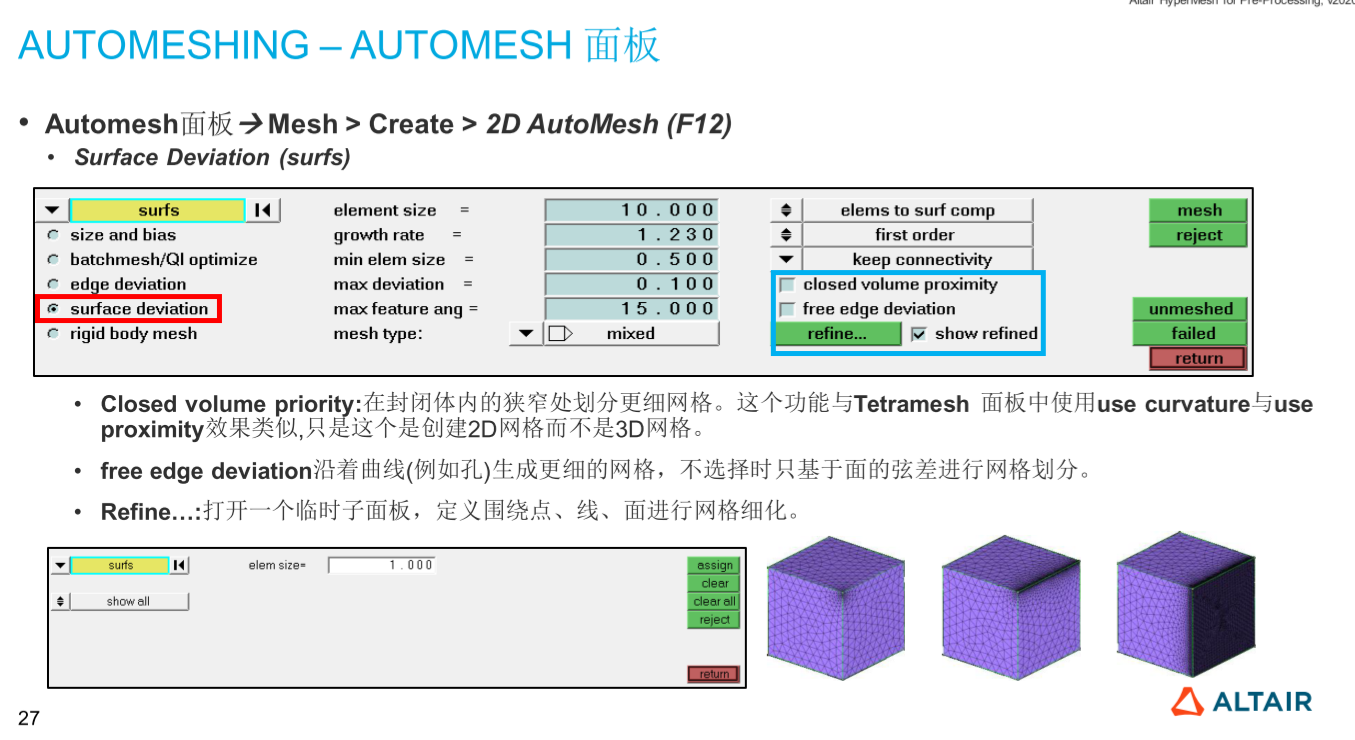 Altair HyperMesh for Pre-Processing, v2020
AUTOMESHING – AUTOMESH 面板
• Automesh面板➔Mesh > Create > 2D AutoMesh (F12)
• Surface Deviation (surfs)
surfs element size = 10.000 elems to surf comp mesh
size and bias growth rate = 1.230 first order reject
batchmesh/QI optimize min elem size = 0.500 keep connectivity
edge deviation max deviation = 0.100 closed volume proximity
surface deviation max feature ang = 15.000 free edge deviation unmeshed
rigid body mesh mesh type: mixed refine... show refined failed
return
• Closed volume priority:在封闭体内的狭窄处划分更细网格。这个功能与Tetramesh 面板中使用use curvature与use
proximity效果类似,只是这个是创建2D网格而不是3D网格。
• free edge deviation沿着曲线(例如孔)生成更细的网格，不选择时只基于面的弦差进行网格划分。
• Refine…:打开一个临时子面板，定义围绕点、线、面进行网格细化。
surfs elem size= 1.000 assign
clear
show all clear all
reject
return
ALTAIR
27